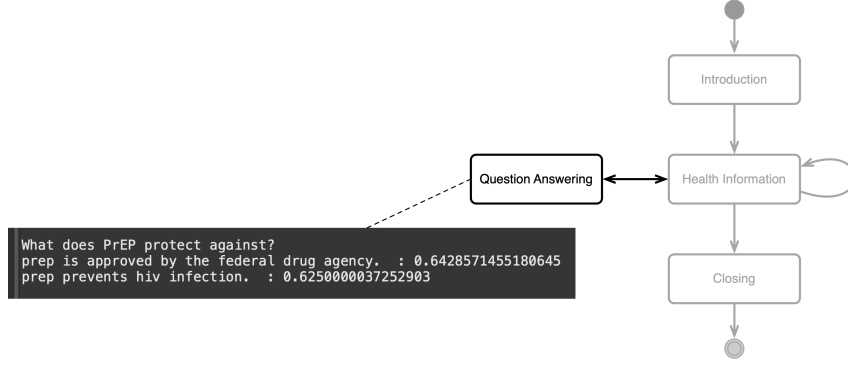 Introduction
Question Answering
Health Information
What does PrEP protect against?
prep is approved by the federal drug agency.  : 0.6428571455180645
prep prevents hiv infection.  : 0.6250000037252903
Closing